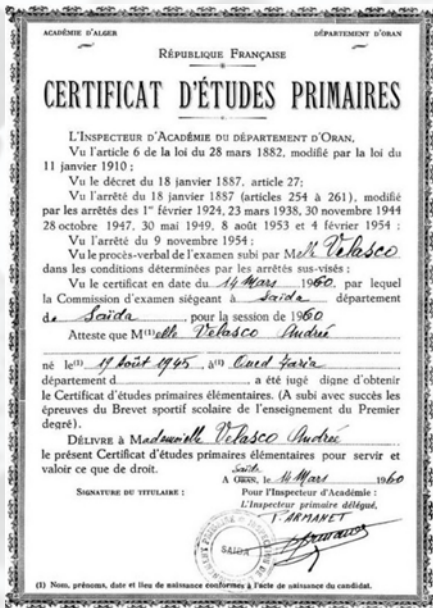 ACADÉMIE D'ALGER DÉPARTEMENT D'ORAN
RÉPUBLIQUE FRANÇAISE
CERTIFICAT D'ÉTUDES PRIMAIRES
L'INSPECTEUR D'ACADÉMIE DU DÉPARTEMENT D'ORAN,
Vu l'article 6 de la loi du 28 mars 1882, modifié par la loi du
11 janvier 1910 ;
Vu le décret du 18 janvier 1887, article 27;
Vu l'arrêté du 18 janvier 1887 (articles 254 à 261), modifié
par les arrêtés des 1er février 1924, 23 mars 1938, 30 novembre 1944
28 octobre 1947, 30 mai 1949, 8 août 1953 et 4 février 1954 :
Vu l'arrêté du 9 novembre 1954 ;
Vu le procès-verbal de l'examen subi par Melle Velasco
dans les conditions déterminées par les arrêtés sus-visés :
Vu le certificat en date du 14 Mars 1960. par lequel
la Commission d'examen siégeant à Saïda département
de Saïda pour la session de 1960
Atteste que M(1)elle Velasco Andrée
né le(1) 19 Août 1945 à(1) Oued
département d a été jugé digne d'obtenir
le Certificat d'études primaires élémentaires. (A subi avec succès les
épreuves du Brevet sportif scolaire de l'enseignement du Premier
degré).
DÉLIVRE à Mademoiselle Velasco Andrée
le présent Certificat d'études primaires élémentaires pour servir et
valoir ce que de droit.
Saïda
A ORAN, le 14 Mars 1960
SIGNATURE DU TITULAIRE : Pour l'Inspecteur d'Académie :
L'Inspecteur primaire délégué,
P. ARMANET
SAIDA
(1) Nom, prénoms, date et lieu de naissance conformes à l'acte de naissance du candidat.